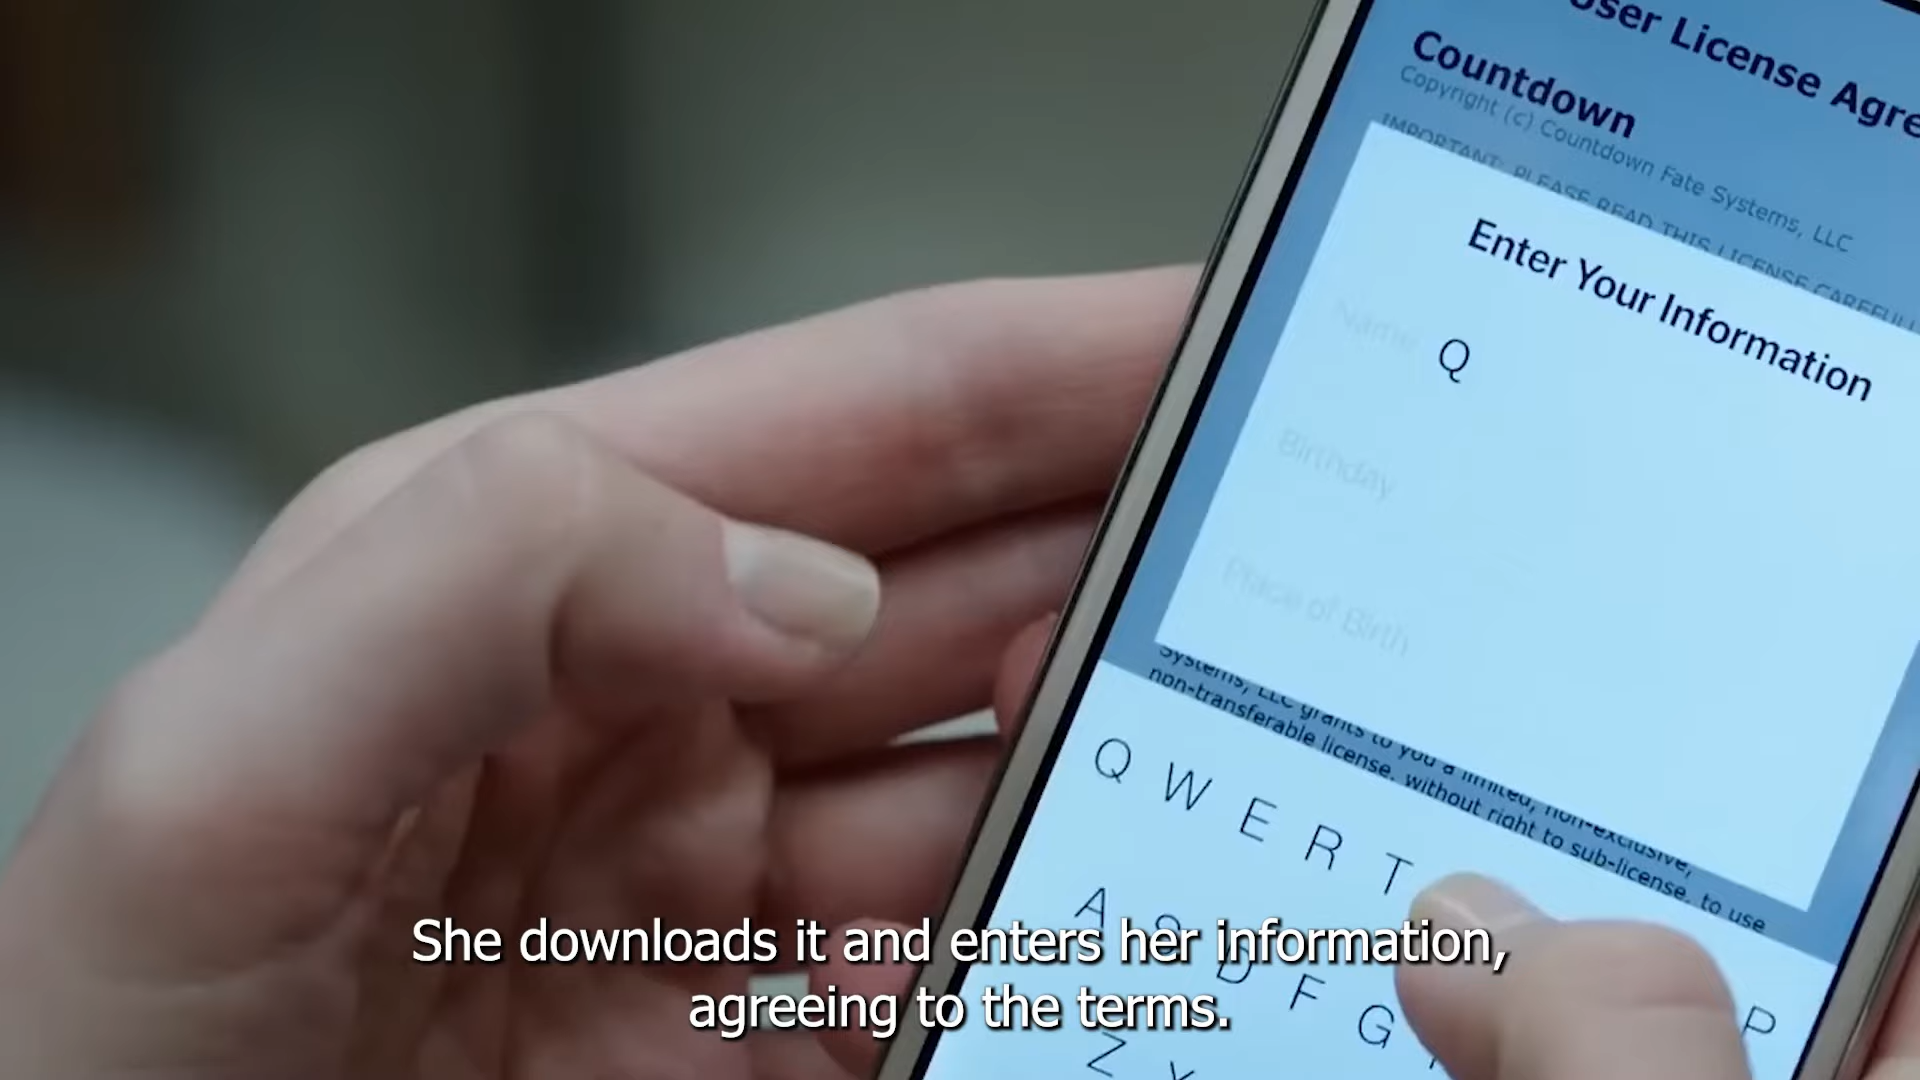 User License Agre
Countdown
Copyright (c) Countdown Fate Systems, LLC
IMPORTANT: PLEASE READ THIS LICENSE CAREFULL
Enter Your Information
Name Q
Birthday
Place of Birth
Systems, LLC grants to you a limited, non-exclusive,
non-transferable license, without right to sub-license, to use
Q W E R T
P
A S D F G
Z X
She downloads it and enters her information,
agreeing to the terms.